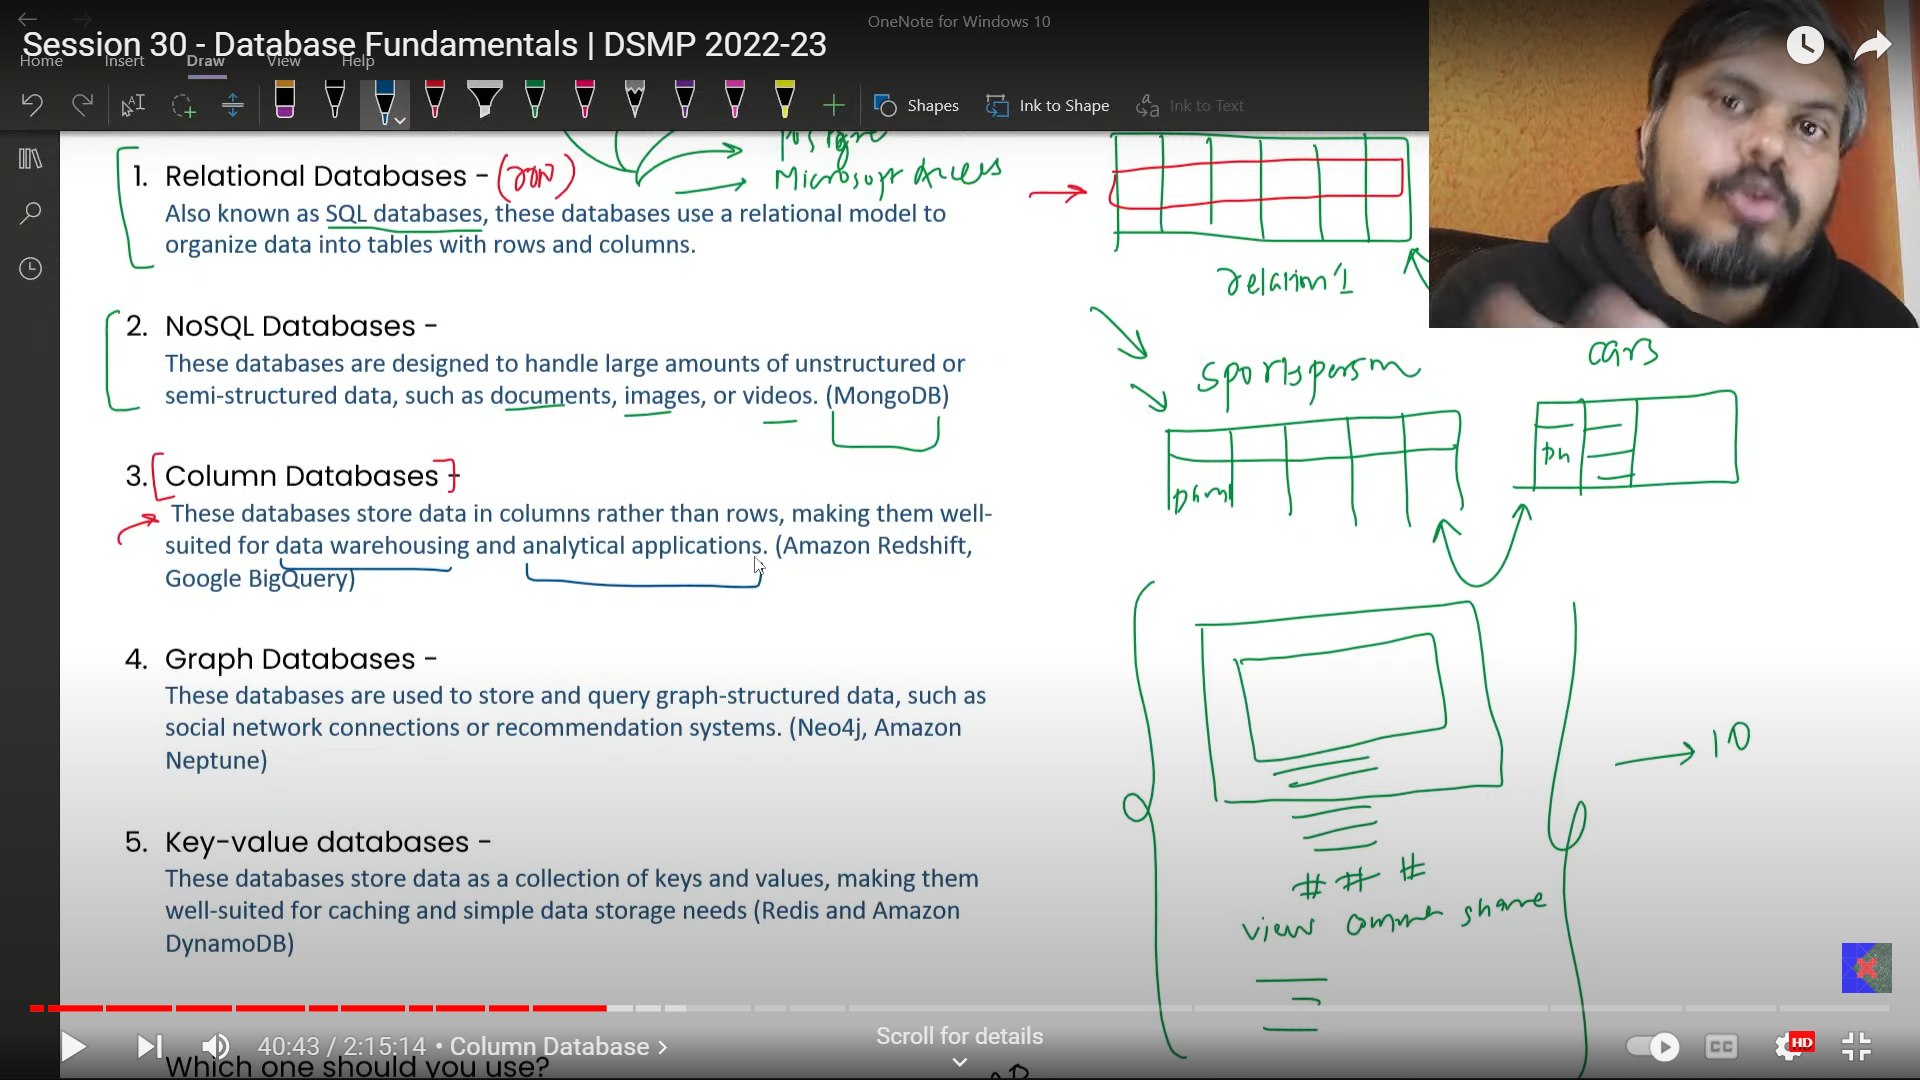 OneNote for Windows 10
Session 30 - Database Fundamentals | DSMP 2022-23
Home Insert Draw View Help
Shapes Ink to Shape Ink to Text
Postgre
Microsoft Access
1. Relational Databases - (row)
Also known as SQL databases, these databases use a relational model to
organize data into tables with rows and columns.
relation 1
2. NoSQL Databases -
These databases are designed to handle large amounts of unstructured or
semi-structured data, such as documents, images, or videos. (MongoDB)
sportsperson
cars
3. Column Databases -
These databases store data in columns rather than rows, making them well-
suited for data warehousing and analytical applications. (Amazon Redshift,
Google BigQuery)
4. Graph Databases -
These databases are used to store and query graph-structured data, such as
social network connections or recommendation systems. (Neo4j, Amazon
Neptune)
→ 10
5. Key-value databases -
These databases store data as a collection of keys and values, making them
well-suited for caching and simple data storage needs (Redis and Amazon
DynamoDB)
# # #
view comme share
Scroll for details
40:43 / 2:15:14 • Column Database >
CC
HD
Which one should you use?